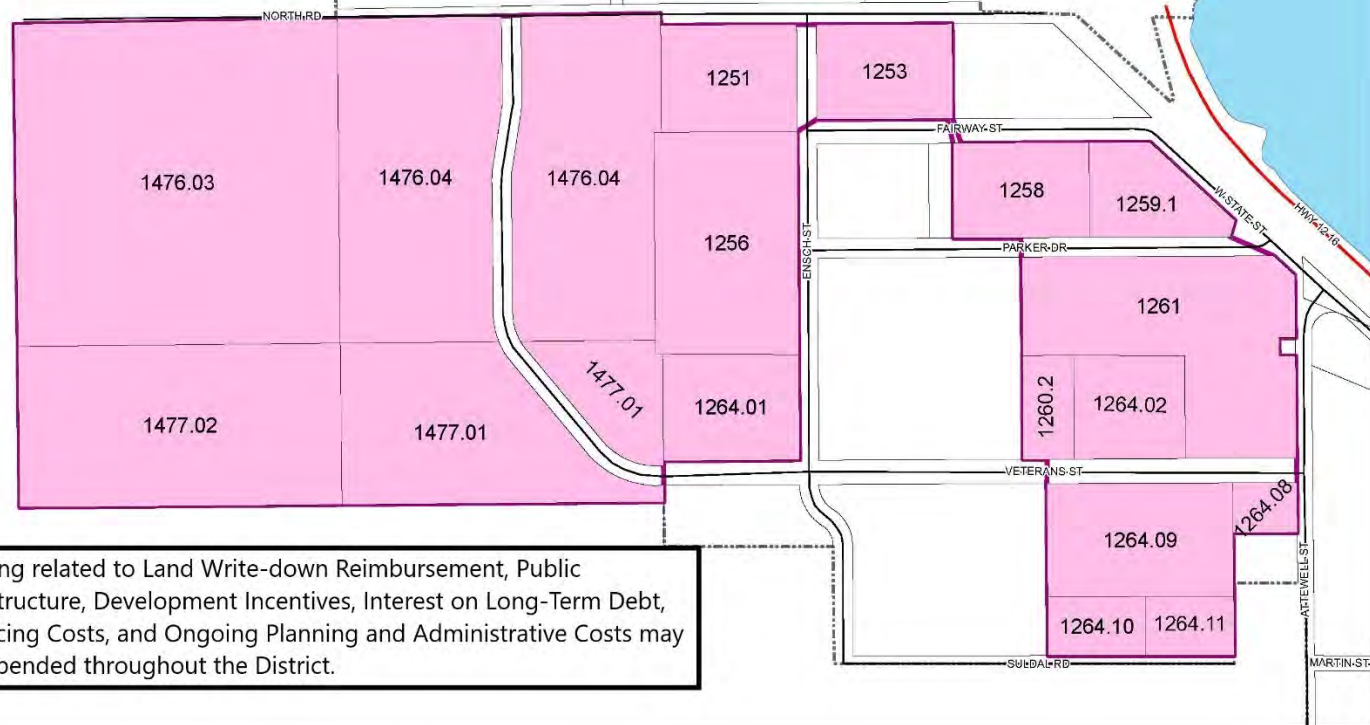 NORTH RD
1251
1253
1476.03
1476.04
1476.04
FAIRWAY ST
1258
1259.1
W STATE ST
HWY 12-16
1256
ENSCH ST
PARKER DR
1261
1477.01
1264.01
1260.2
1264.02
1477.02
1477.01
VETERANS ST
1264.08
1264.09
ATTEWELL ST
1264.10
1264.11
SULDAL RD
MARTIN ST
ng related to Land Write-down Reimbursement, Public
tructure, Development Incentives, Interest on Long-Term Debt,
cing Costs, and Ongoing Planning and Administrative Costs may
pended throughout the District.